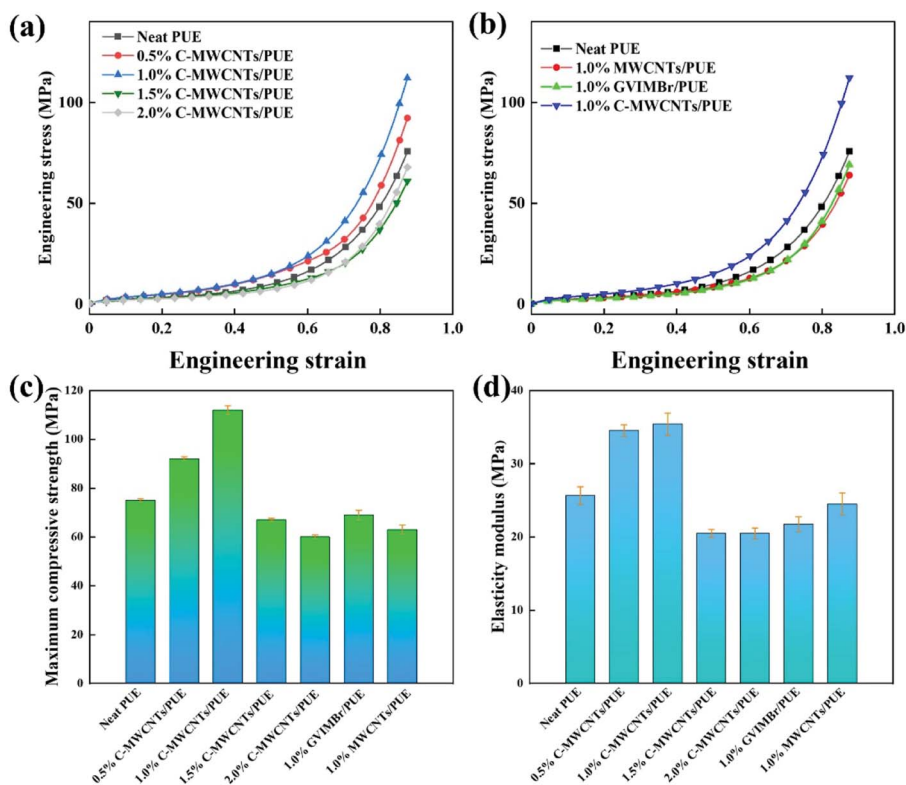 (a)
Neat PUE
0.5% C-MWCNTs/PUE
1.0% C-MWCNTs/PUE
1.5% C-MWCNTs/PUE
2.0% C-MWCNTs/PUE
Engineering stress (MPa)
100
50
0
0
0.2
0.4
0.6
0.8
1.0
Engineering strain
(b)
Neat PUE
1.0% MWCNTs/PUE
1.0% GVIMBr/PUE
1.0% C-MWCNTs/PUE
Engineering stress (MPa)
100
50
0
0
0.2
0.4
0.6
0.8
1.0
Engineering strain
(c)
Maximum compressive strength (MPa)
120
100
80
60
40
20
0
Neat PUE
0.5% C-MWCNTs/PUE
1.0% C-MWCNTs/PUE
1.5% C-MWCNTs/PUE
2.0% C-MWCNTs/PUE
1.0% GVIMBr/PUE
1.0% MWCNTs/PUE
(d)
Elasticity modulus (MPa)
40
30
20
10
0
Neat PUE
0.5% C-MWCNTs/PUE
1.0% C-MWCNTs/PUE
1.5% C-MWCNTs/PUE
2.0% C-MWCNTs/PUE
1.0% GVIMBr/PUE
1.0% MWCNTs/PUE